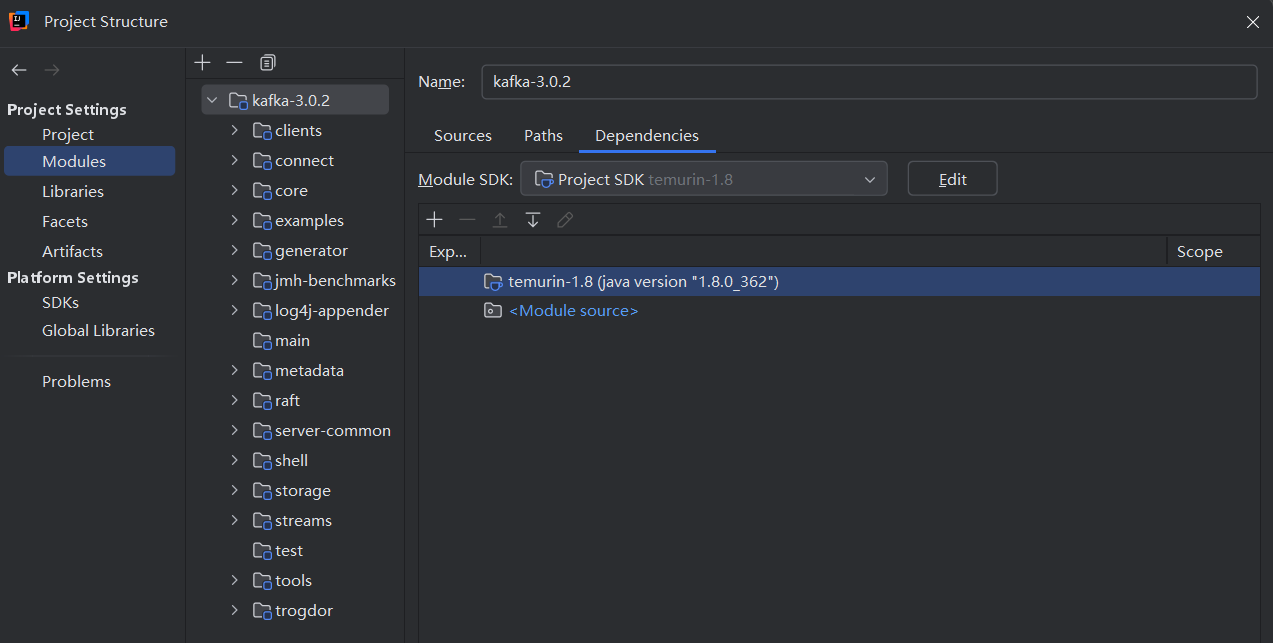 Project Structure
Project Settings
Project
Modules
Libraries
Facets
Artifacts
Platform Settings
SDKs
Global Libraries
Problems
kafka-3.0.2
clients
connect
core
examples
generator
jmh-benchmarks
log4j-appender
main
metadata
raft
server-common
shell
storage
streams
test
tools
trogdor
Name: kafka-3.0.2
Sources Paths Dependencies
Module SDK: Project SDK temurin-1.8 Edit
Exp... Scope
temurin-1.8 (java version "1.8.0_362")
<Module source>